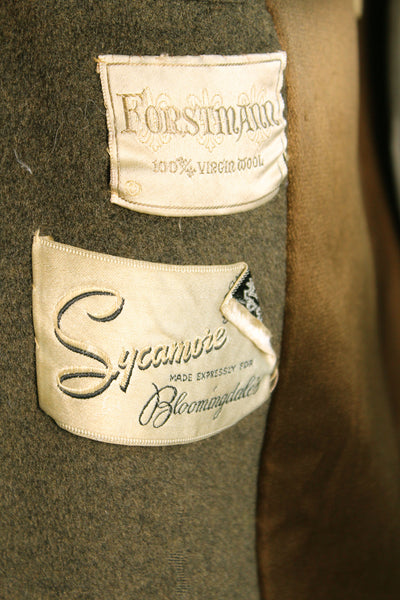 FORSTMANN
100% VIRGIN WOOL
Sycamore
MADE EXPRESSLY FOR
Bloomingdale's